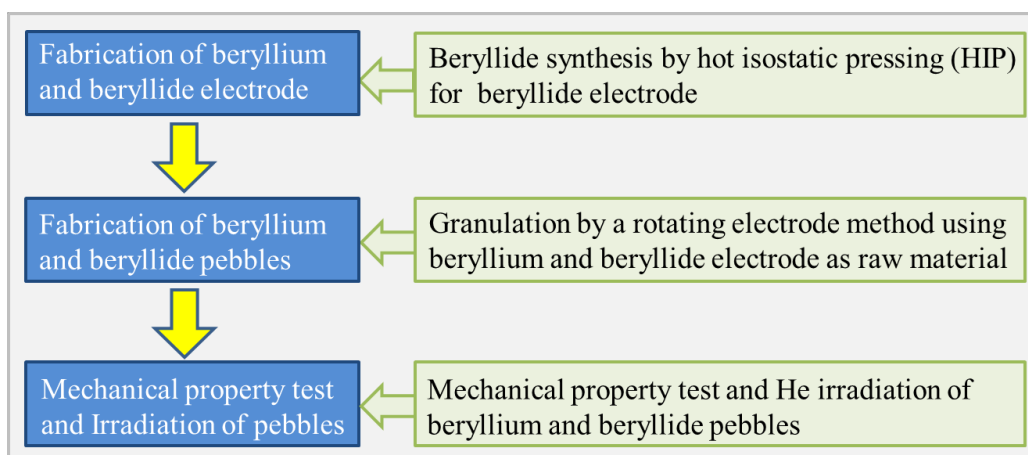 Fabrication of beryllium
and beryllide electrode
Beryllide synthesis by hot isostatic pressing (HIP)
for beryllide electrode
Fabrication of beryllium
and beryllide pebbles
Granulation by a rotating electrode method using
beryllium and beryllide electrode as raw material
Mechanical property test
and Irradiation of pebbles
Mechanical property test and He irradiation of
beryllium and beryllide pebbles